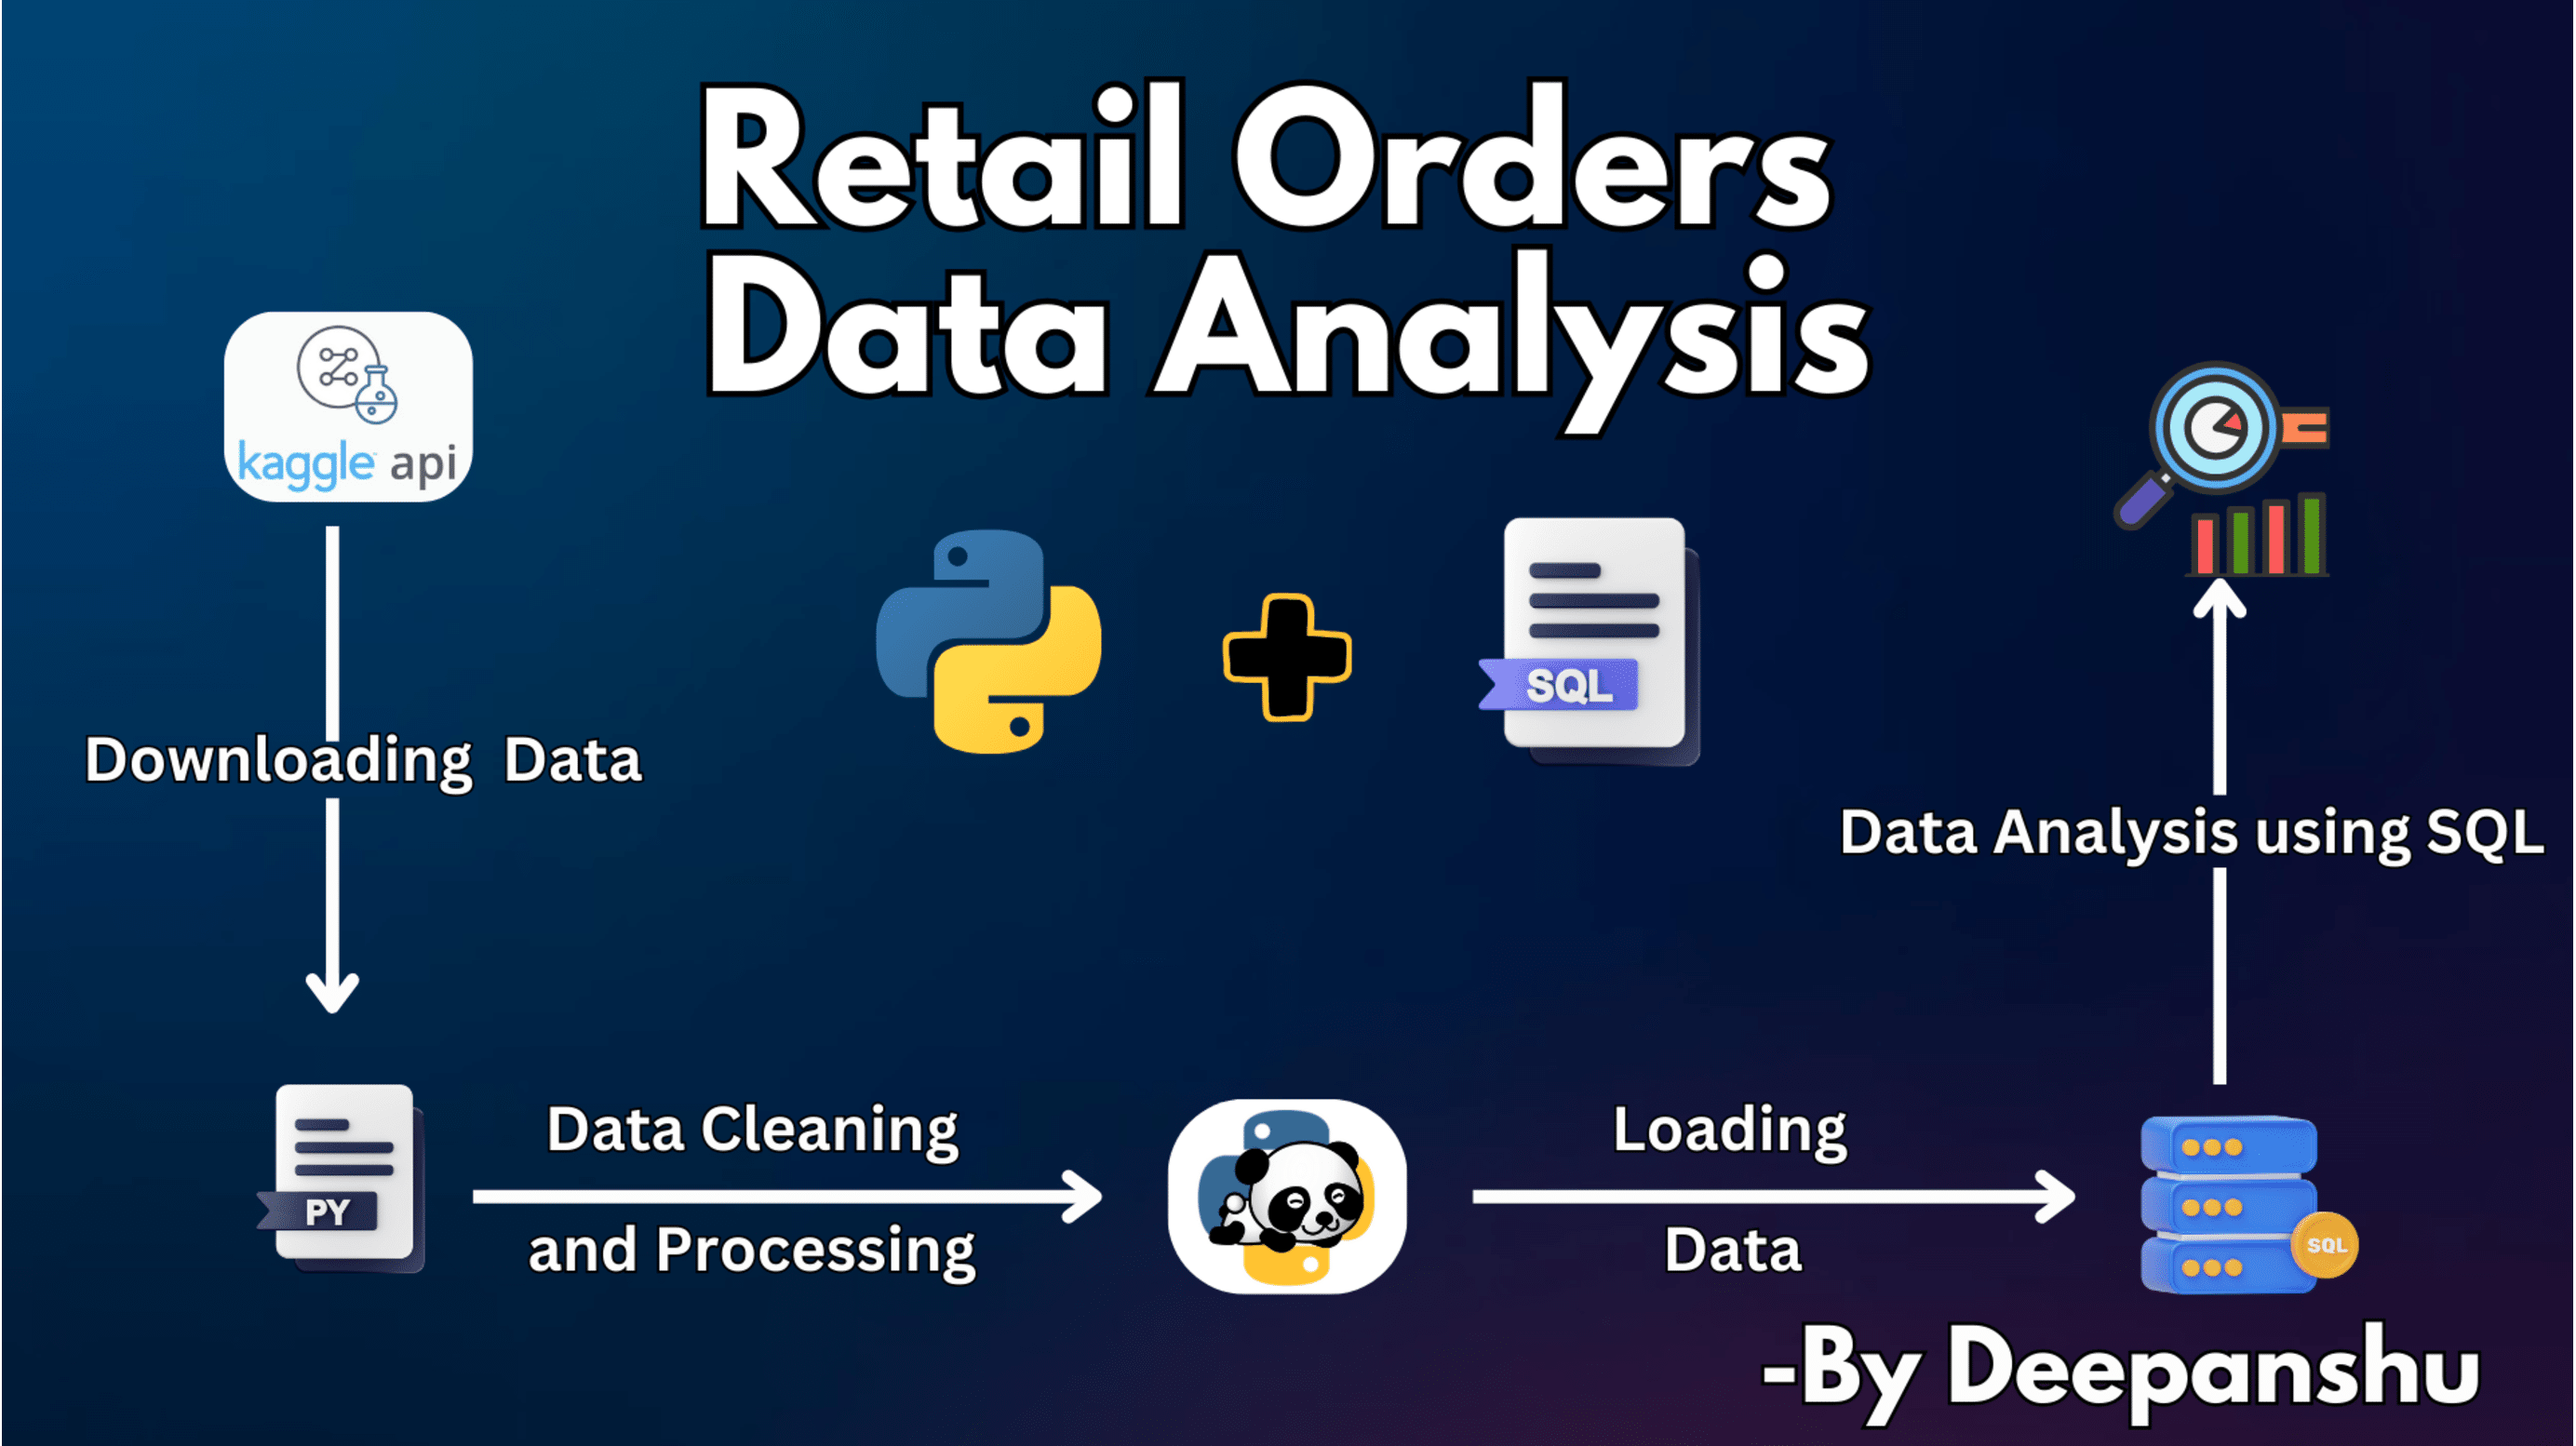 Retail Orders
Data Analysis
kaggle api
SQL
Downloading Data
Data Analysis using SQL
PY
Data Cleaning
and Processing
Loading
Data
SQL
-By Deepanshu